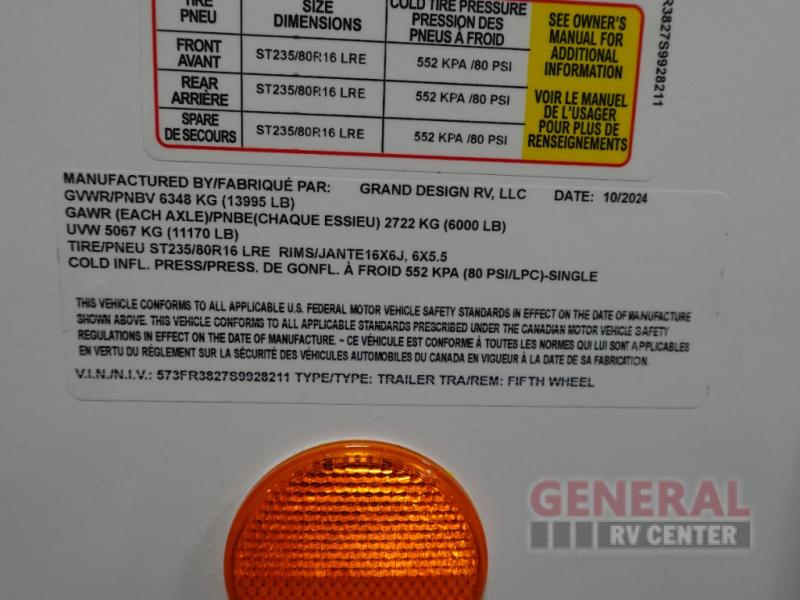 TIRE SIZE COLD TIRE PRESSURE
PNEU DIMENSIONS PRESSION DES
PNEUS À FROID
FRONT
AVANT ST235/80R16 LRE 552 KPA /80 PSI
REAR
ARRIÈRE ST235/80R16 LRE 552 KPA /80 PSI
SPARE
DE SECOURS ST235/80R16 LRE 552 KPA /80 PSI
SEE OWNER'S
MANUAL FOR
ADDITIONAL
INFORMATION
VOIR LE MANUEL
DE L'USAGER
POUR PLUS DE
RENSEIGNEMENTS
R3827S9928211
MANUFACTURED BY/FABRIQUÉ PAR: GRAND DESIGN RV, LLC DATE: 10/2024
GVWR/PNBV 6348 KG (13995 LB)
GAWR (EACH AXLE)/PNBE(CHAQUE ESSIEU) 2722 KG (6000 LB)
UVW 5067 KG (11170 LB)
TIRE/PNEU ST235/80R16 LRE RIMS/JANTE16X6J, 6X5.5
COLD INFL. PRESS/PRESS. DE GONFL. À FROID 552 KPA (80 PSI/LPC)-SINGLE
THIS VEHICLE CONFORMS TO ALL APPLICABLE U.S. FEDERAL MOTOR VEHICLE SAFETY STANDARDS IN EFFECT ON THE DATE OF MANUFACTURE
SHOWN ABOVE. THIS VEHICLE CONFORMS TO ALL APPLICABLE STANDARDS PRESCRIBED UNDER THE CANADIAN MOTOR VEHICLE SAFETY
REGULATIONS IN EFFECT ON THE DATE OF MANUFACTURE. ~ CE VÉHICULE EST CONFORME À TOUTES LES NORMES QUI LUI SONT APPLICABLES
EN VERTU DU RÉGLEMENT SUR LA SÉCURITÉ DES VÉHICULES AUTOMOBILES DU CANADA EN VIGUEUR À LA DATE DE SA FABRICATION.
V.I.N./N.I.V.: 573FR3827S9928211 TYPE/TYPE: TRAILER TRA/REM: FIFTH WHEEL
GENERAL
RV CENTER